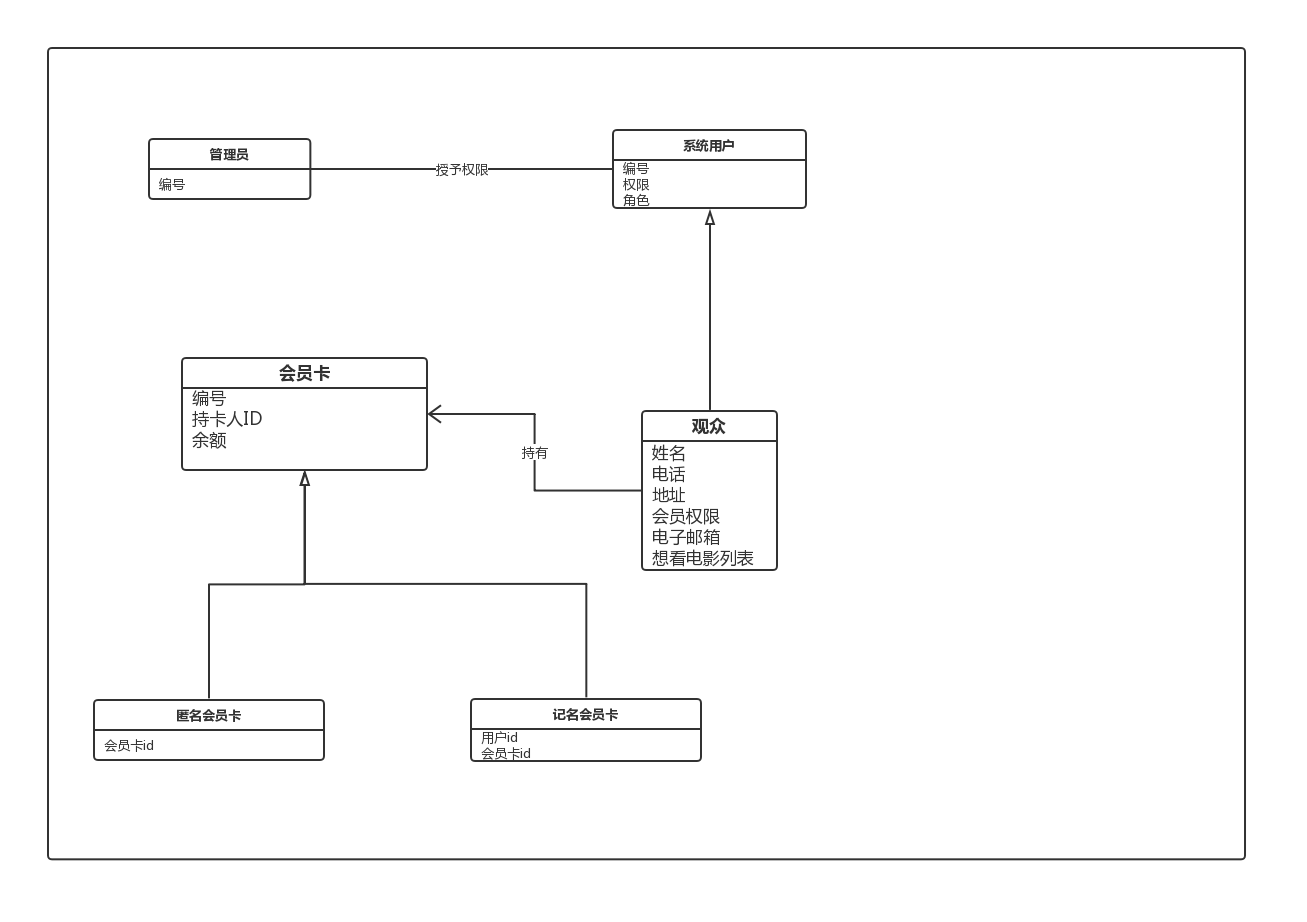 管理员
编号
授予权限
系统用户
编号
权限
角色
会员卡
编号
持卡人ID
余额
持有
观众
姓名
电话
地址
会员权限
电子邮箱
想看电影列表
匿名会员卡
会员卡id
记名会员卡
用户id
会员卡id